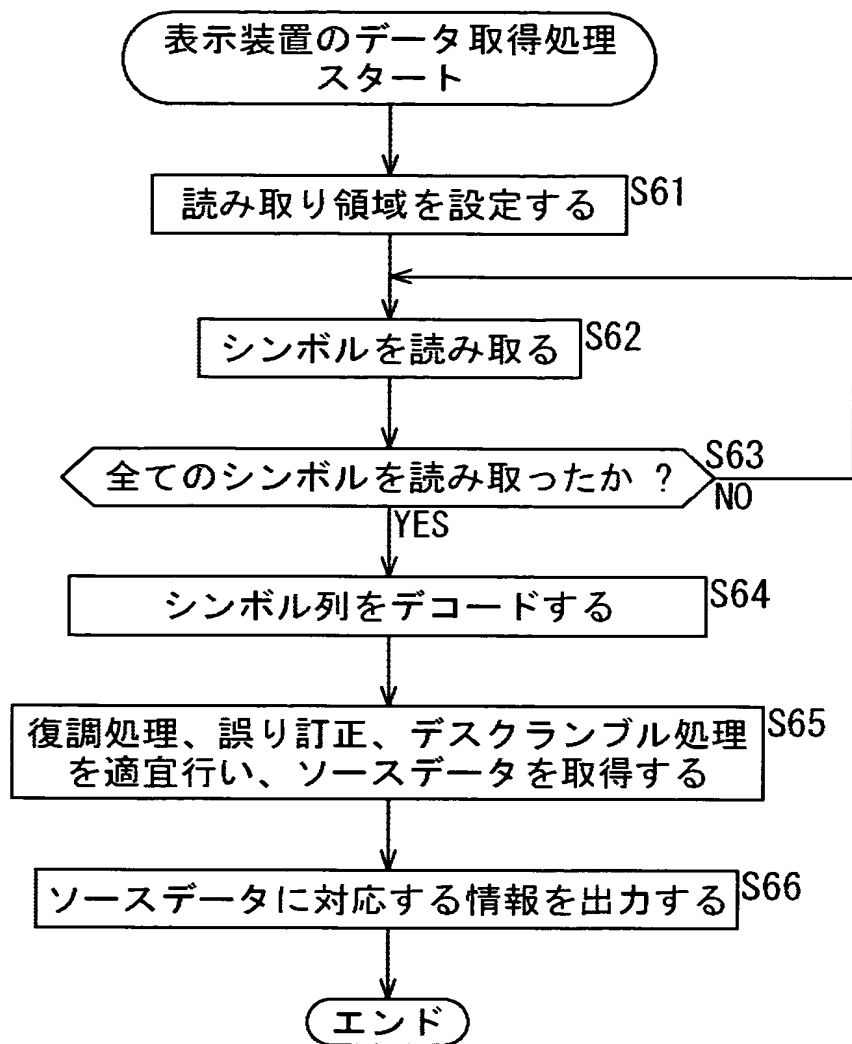 表示装置のデータ取得処理
スタート
読み取り領域を設定する
S61
シンボルを読み取る
S62
全てのシンボルを読み取ったか ?
S63
NO
YES
シンボル列をデコードする
S64
復調処理、誤り訂正、デスクランブル処理
を適宜行い、ソースデータを取得する
S65
ソースデータに対応する情報を出力する
S66
エンド